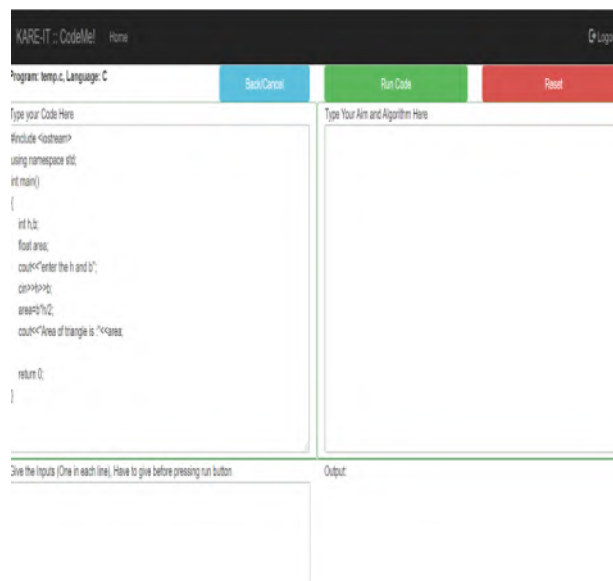 KARE-IT :: CodeMe! Home Logo
Program: temp.c, Language: C
Back/Cancel
Run Code
Reset
Type your Code Here
#include <iostream>
using namespace std;
int main()
{
int h,b;
float area;
cout<<"enter the h and b";
cin>>h>>b;
area=b*h/2;
cout<<"Area of triangle is :"<<area;
return 0;
}
Type Your Aim and Algorithm Here
Give the Inputs (One in each line), Have to give before pressing run button
Output: